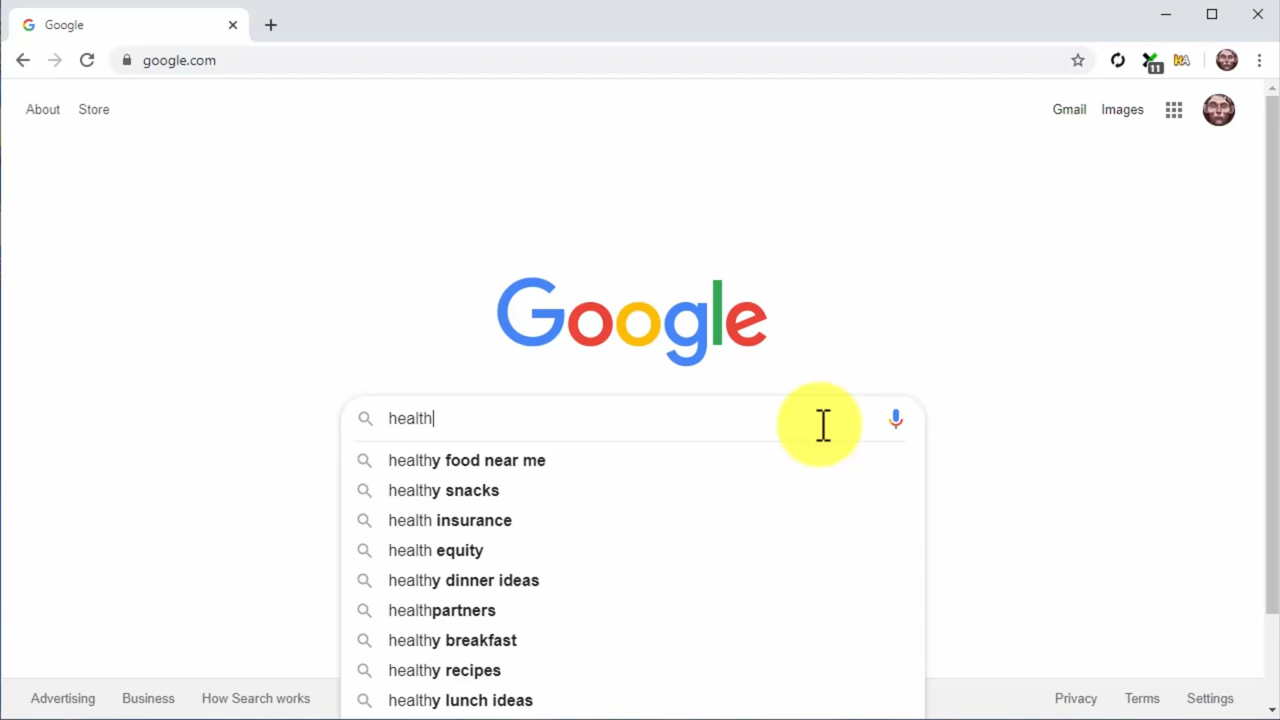 Google
google.com
11
HA
About Store
Gmail Images
Google
health
healthy food near me
healthy snacks
health insurance
health equity
healthy dinner ideas
healthpartners
healthy breakfast
healthy recipes
healthy lunch ideas
Advertising Business How Search works
Privacy Terms Settings